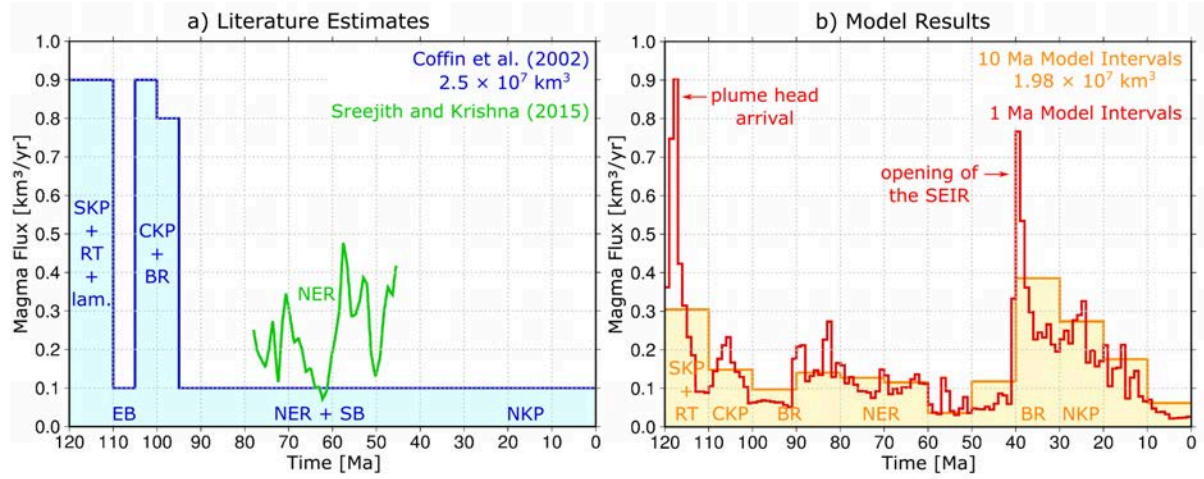 a) Literature Estimates
Magma Flux [km³/yr]
1.0
0.9
0.8
0.7
0.6
0.5
0.4
0.3
0.2
0.1
0.0
Coffin et al. (2002)
2.5 × 10⁷ km³
Sreejith and Krishna (2015)
SKP
+
RT
+
lam.
CKP
+
BR
NER
EB
NER + SB
NKP
120 110 100 90 80 70 60 50 40 30 20 10 0
Time [Ma]
b) Model Results
Magma Flux [km³/yr]
1.0
0.9
0.8
0.7
0.6
0.5
0.4
0.3
0.2
0.1
0.0
10 Ma Model Intervals
1.98 × 10⁷ km³
1 Ma Model Intervals
plume head
arrival
opening of
the SEIR
SKP
+
RT
CKP
BR
NER
BR
NKP
120 110 100 90 80 70 60 50 40 30 20 10 0
Time [Ma]